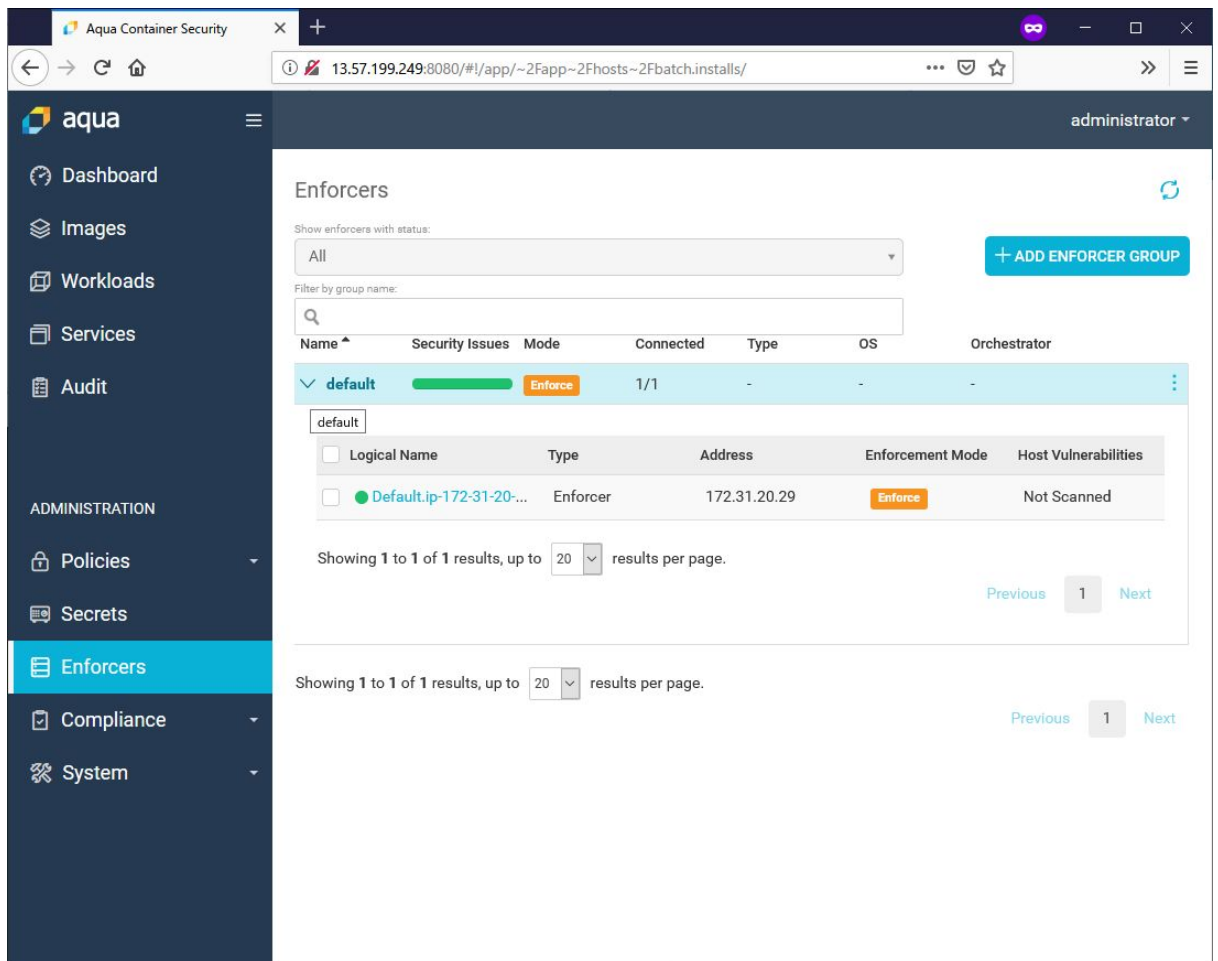 Aqua Container Security
13.57.199.249:8080/#!/app/~2Fapp~2Fhosts~2Fbatch.installs/
aqua
administrator
Dashboard
Images
Workloads
Services
Audit
ADMINISTRATION
Policies
Secrets
Enforcers
Compliance
System
Enforcers
Show enforcers with status:
All
+ ADD ENFORCER GROUP
Filter by group name:
Name Security Issues Mode Connected Type OS Orchestrator
default Enforce 1/1 - - -
default
Logical Name Type Address Enforcement Mode Host Vulnerabilities
Default.ip-172-31-20-... Enforcer 172.31.20.29 Enforce Not Scanned
Showing 1 to 1 of 1 results, up to 20 results per page.
Previous 1 Next
Showing 1 to 1 of 1 results, up to 20 results per page.
Previous 1 Next